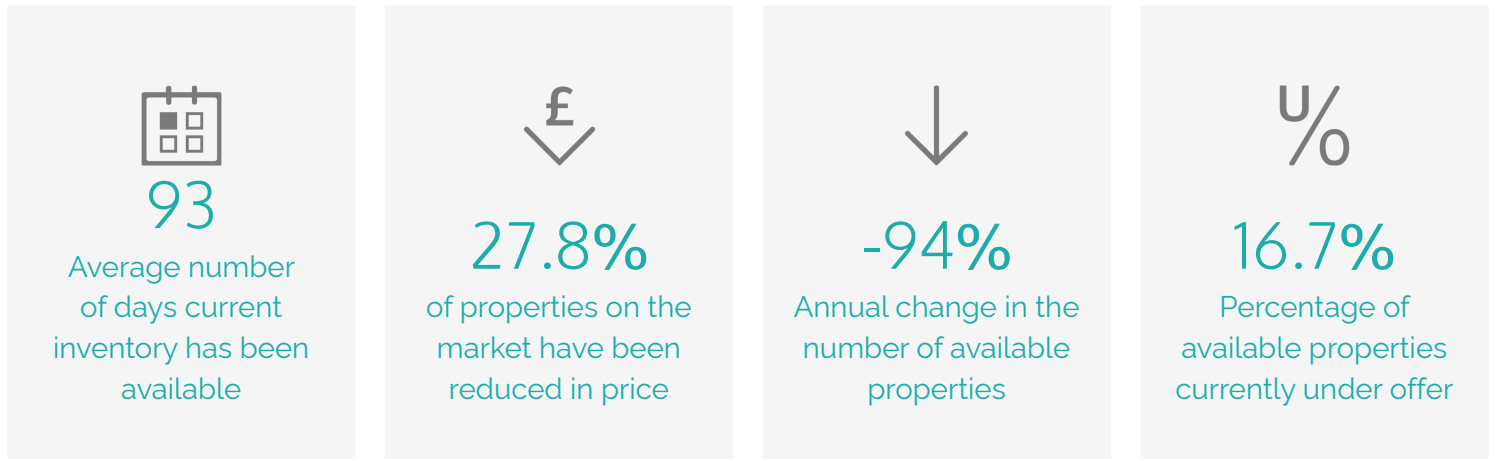 93
Average number
of days current
inventory has been
available
£
27.8%
of properties on the
market have been
reduced in price
-94%
Annual change in the
number of available
properties
U/O
16.7%
Percentage of
available properties
currently under offer